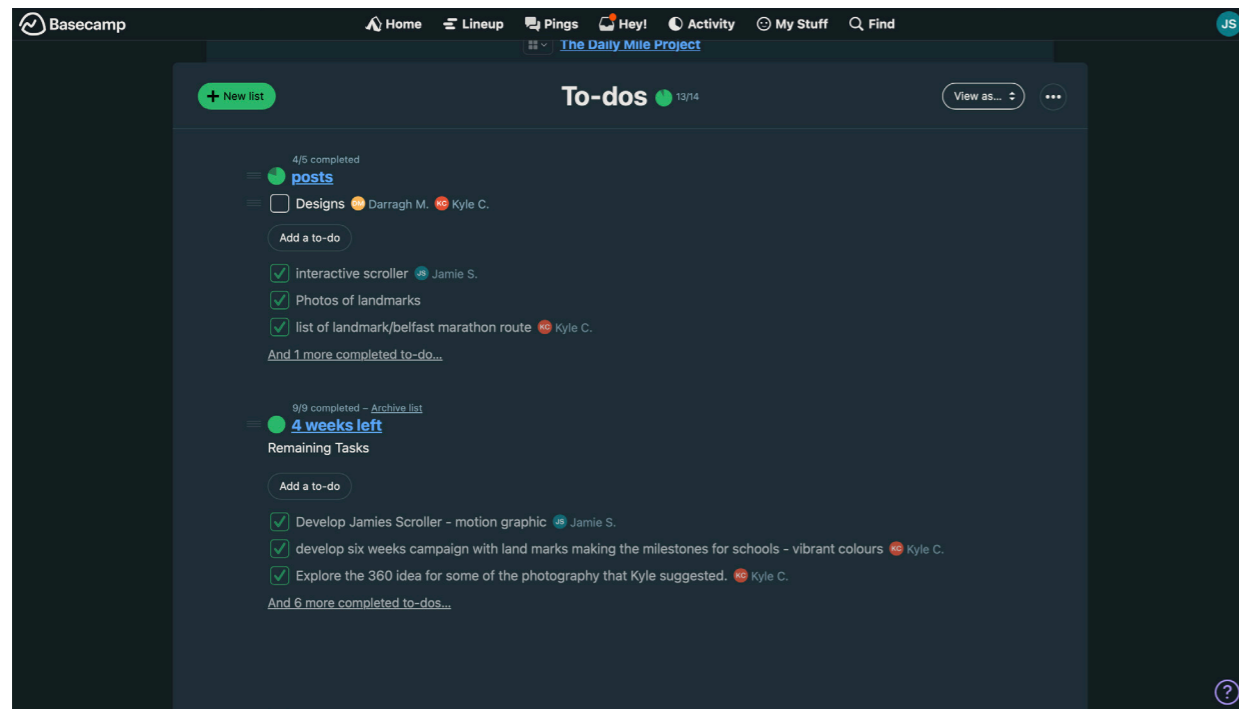 Basecamp Home Lineup Pings Hey! Activity My Stuff Find JS
The Daily Mile Project
New list To-dos 13/14 View as...
4/5 completed
posts
Designs DM Darragh M. KC Kyle C.
Add a to-do
interactive scroller JS Jamie S.
Photos of landmarks
list of landmark/belfast marathon route KC Kyle C.
And 1 more completed to-do...
9/9 completed – Archive list
4 weeks left
Remaining Tasks
Add a to-do
Develop Jamies Scroller - motion graphic JS Jamie S.
develop six weeks campaign with land marks making the milestones for schools - vibrant colours KC Kyle C.
Explore the 360 idea for some of the photography that Kyle suggested. KC Kyle C.
And 6 more completed to-dos...
?